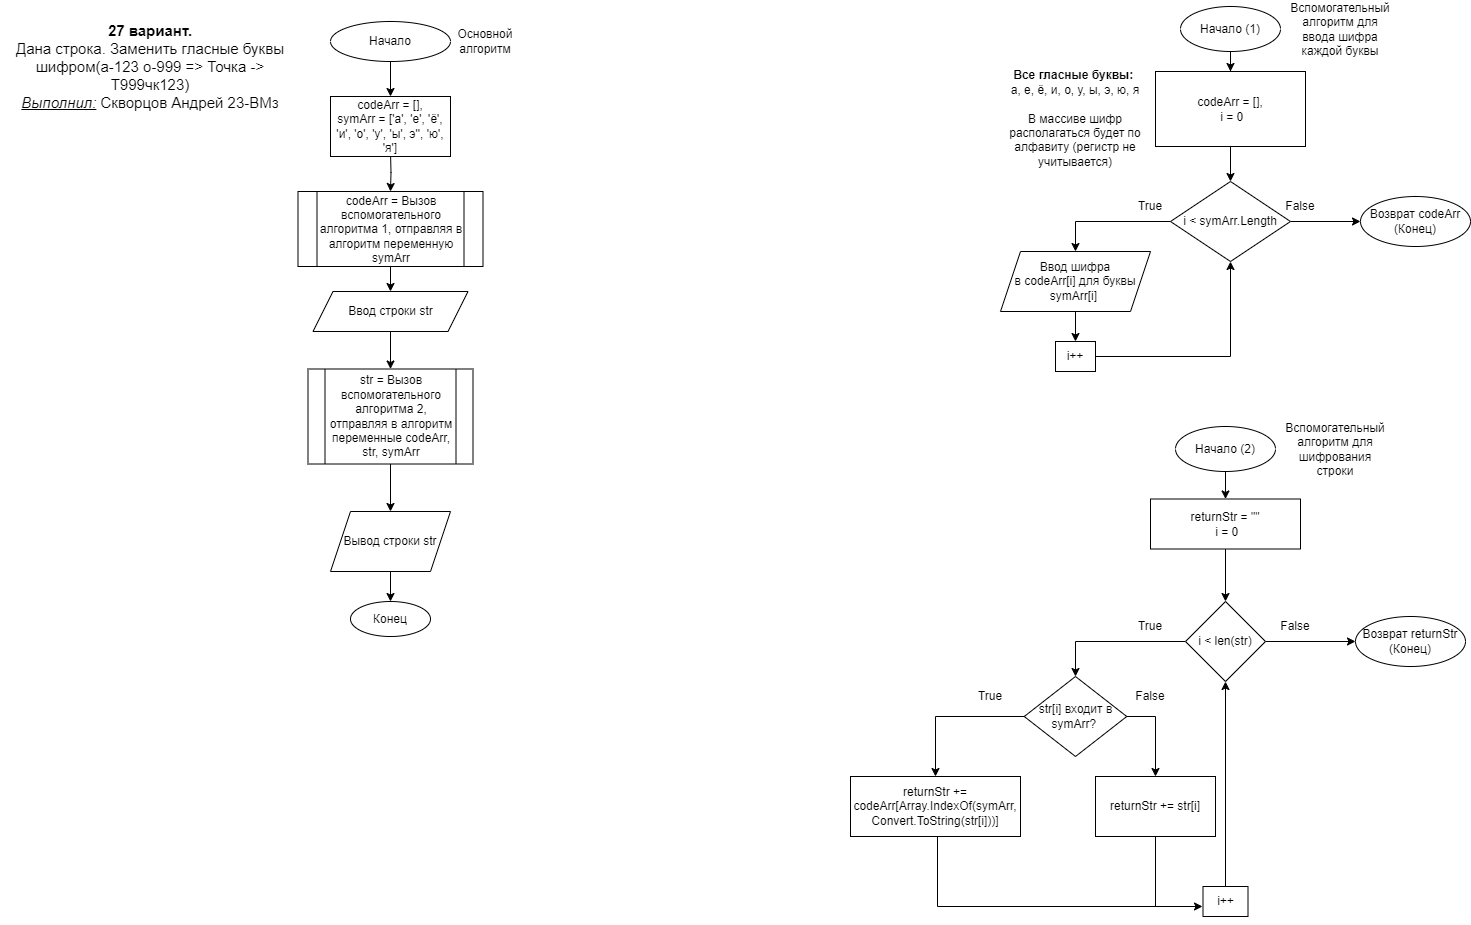 27 вариант.
Дана строка. Заменить гласные буквы
шифром(а-123 о-999 => Точка ->
Т999чк123)
Выполнил: Скворцов Андрей 23-ВМз
Начало
Основной
алгоритм
codeArr = [],
symArr = ['а', 'е', 'ё',
'и', 'о', 'у', 'ы', э'', 'ю',
'я']
codeArr = Вызов
вспомогательного
алгоритма 1, отправляя в
алгоритм переменную
symArr
Ввод строки str
str = Вызов
вспомогательного
алгоритма 2,
отправляя в алгоритм
переменные codeArr,
str, symArr
Вывод строки str
Конец
Начало (1)
Вспомогательный
алгоритм для
ввода шифра
каждой буквы
Все гласные буквы:
а, е, ё, и, о, у, ы, э, ю, я
В массиве шифр
располагаться будет по
алфавиту (регистр не
учитывается)
codeArr = [],
i = 0
True
i < symArr.Length
False
Возврат codeArr
(Конец)
Ввод шифра
в codeArr[i] для буквы
symArr[i]
i++
Начало (2)
Вспомогательный
алгоритм для
шифрования
строки
returnStr = ""
i = 0
True
i < len(str)
False
Возврат returnStr
(Конец)
True
str[i] входит в
symArr?
False
returnStr +=
codeArr[Array.IndexOf(symArr,
Convert.ToString(str[i]))]
returnStr += str[i]
i++